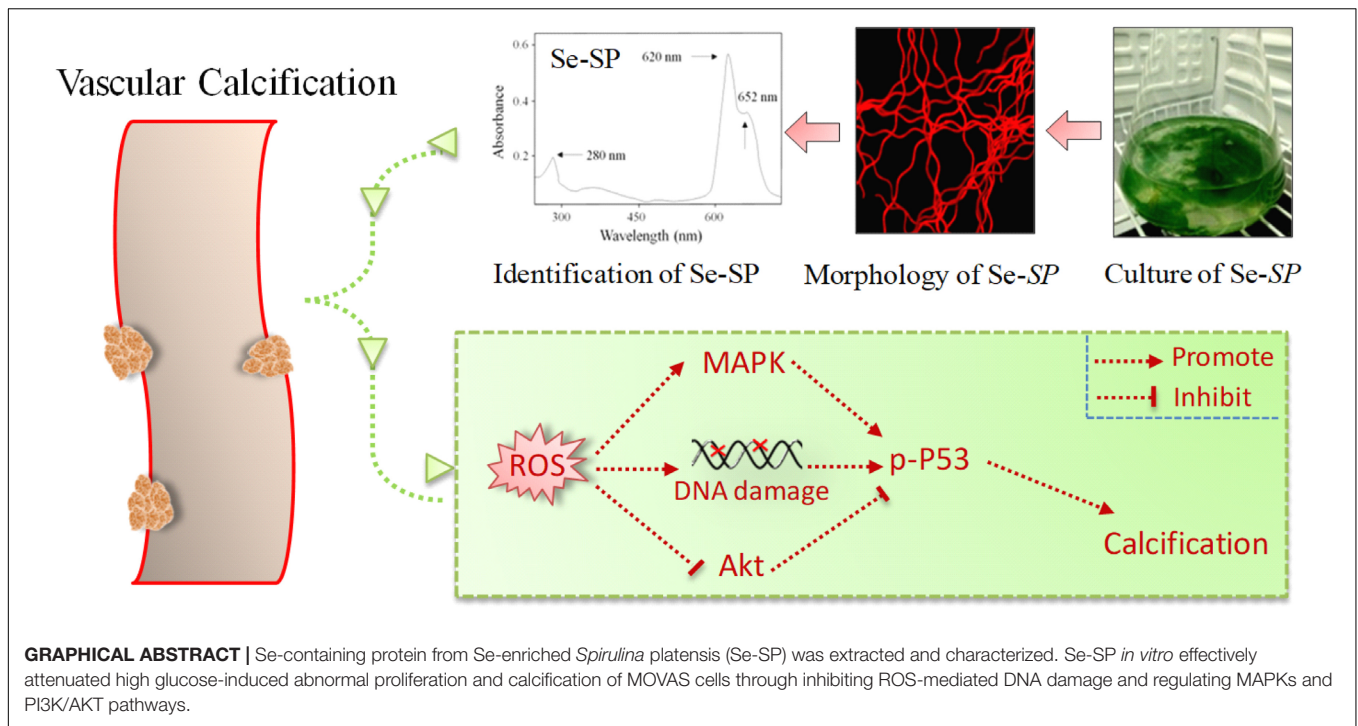 Vascular Calcification
Se-SP
0.6
0.4
0.2
Absorbance
620 nm
652 nm
280 nm
300
450
600
Wavelength (nm)
Identification of Se-SP
Morphology of Se-SP
Culture of Se-SP
Promote
Inhibit
MAPK
ROS
DNA damage
p-P53
Akt
Calcification
GRAPHICAL ABSTRACT | Se-containing protein from Se-enriched Spirulina platensis (Se-SP) was extracted and characterized. Se-SP in vitro effectively
attenuated high glucose-induced abnormal proliferation and calcification of MOVAS cells through inhibiting ROS-mediated DNA damage and regulating MAPKs and
PI3K/AKT pathways.